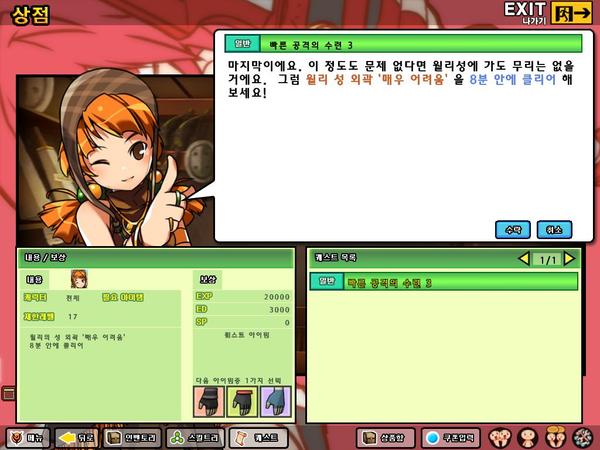 상점
EXIT
나가기
일반 빠른 공격의 수련 3
마지막이에요. 이 정도도 문제 없다면 윌리성에 가도 무리는 없을
거에요. 그럼 윌리 성 외곽 '매우 어려움' 을 8분 안에 클리어 해
보세요!
수락 취소
내용 / 보상
내용
캐릭터 전체 필요 아이템
제한레벨 17
윌리의 성 외곽 '매우 어려움'
8분 안에 클리어
보상
EXP 20000
ED 3000
SP 0
퀘스트 아이템
다음 아이템중 1가지 선택
퀘스트 목록 1/1
일반 빠른 공격의 수련 3
메뉴 뒤로 인벤토리 스킬트리 퀘스트 상품함 쿠폰입력